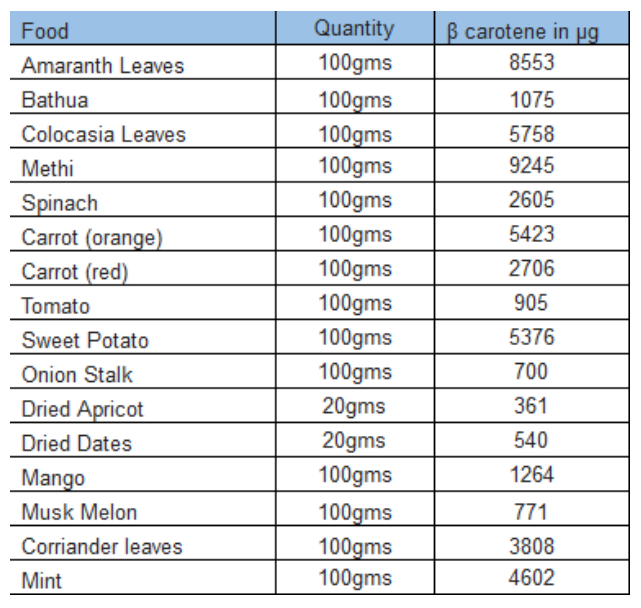 Food Quantity β carotene in µg
Amaranth Leaves 100gms 8553
Bathua 100gms 1075
Colocasia Leaves 100gms 5758
Methi 100gms 9245
Spinach 100gms 2605
Carrot (orange) 100gms 5423
Carrot (red) 100gms 2706
Tomato 100gms 905
Sweet Potato 100gms 5376
Onion Stalk 100gms 700
Dried Apricot 20gms 361
Dried Dates 20gms 540
Mango 100gms 1264
Musk Melon 100gms 771
Corriander leaves 100gms 3808
Mint 100gms 4602